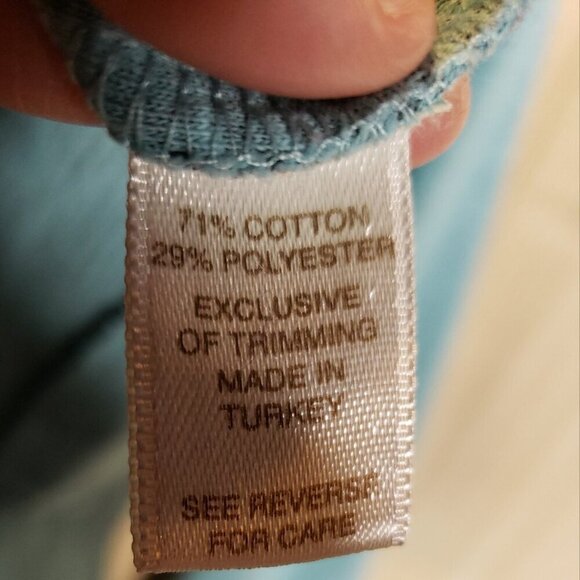 71% COTTON
29% POLYESTER
EXCLUSIVE
OF TRIMMING
MADE IN
TURKEY
SEE REVERSE
FOR CARE